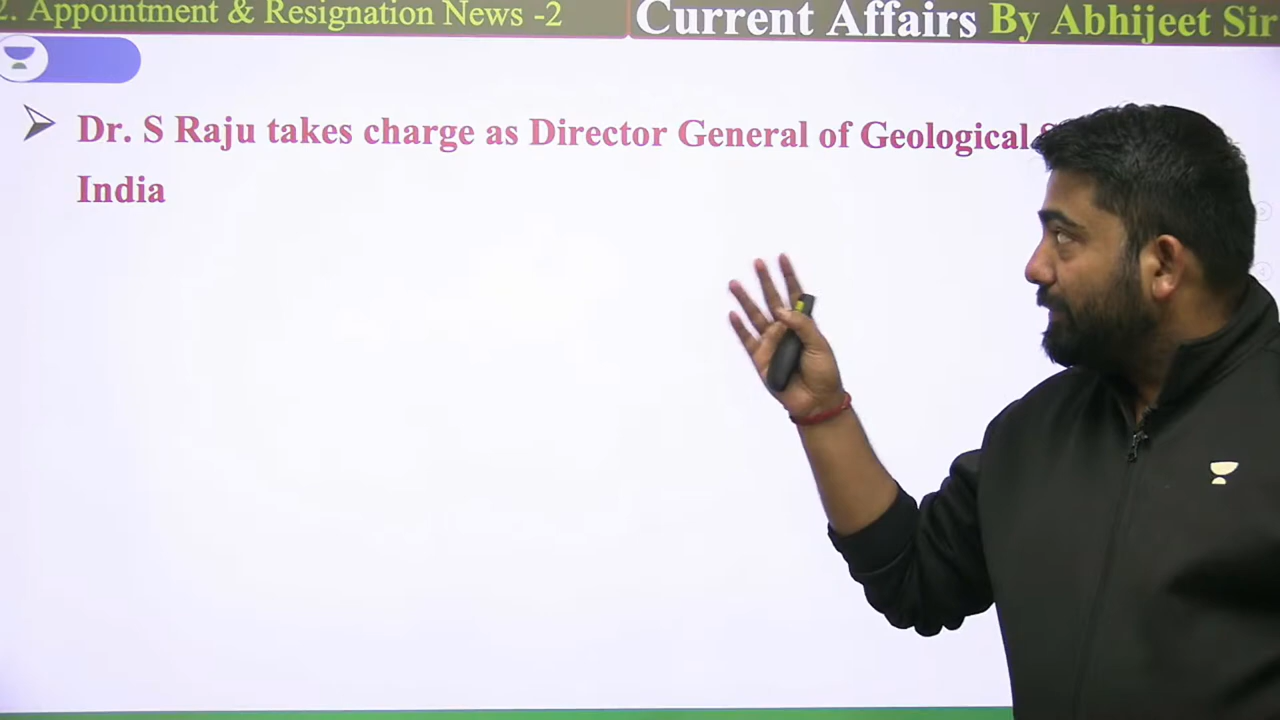 2. Appointment & Resignation News -2
Current Affairs By Abhijeet Sir
Dr. S Raju takes charge as Director General of Geological
India